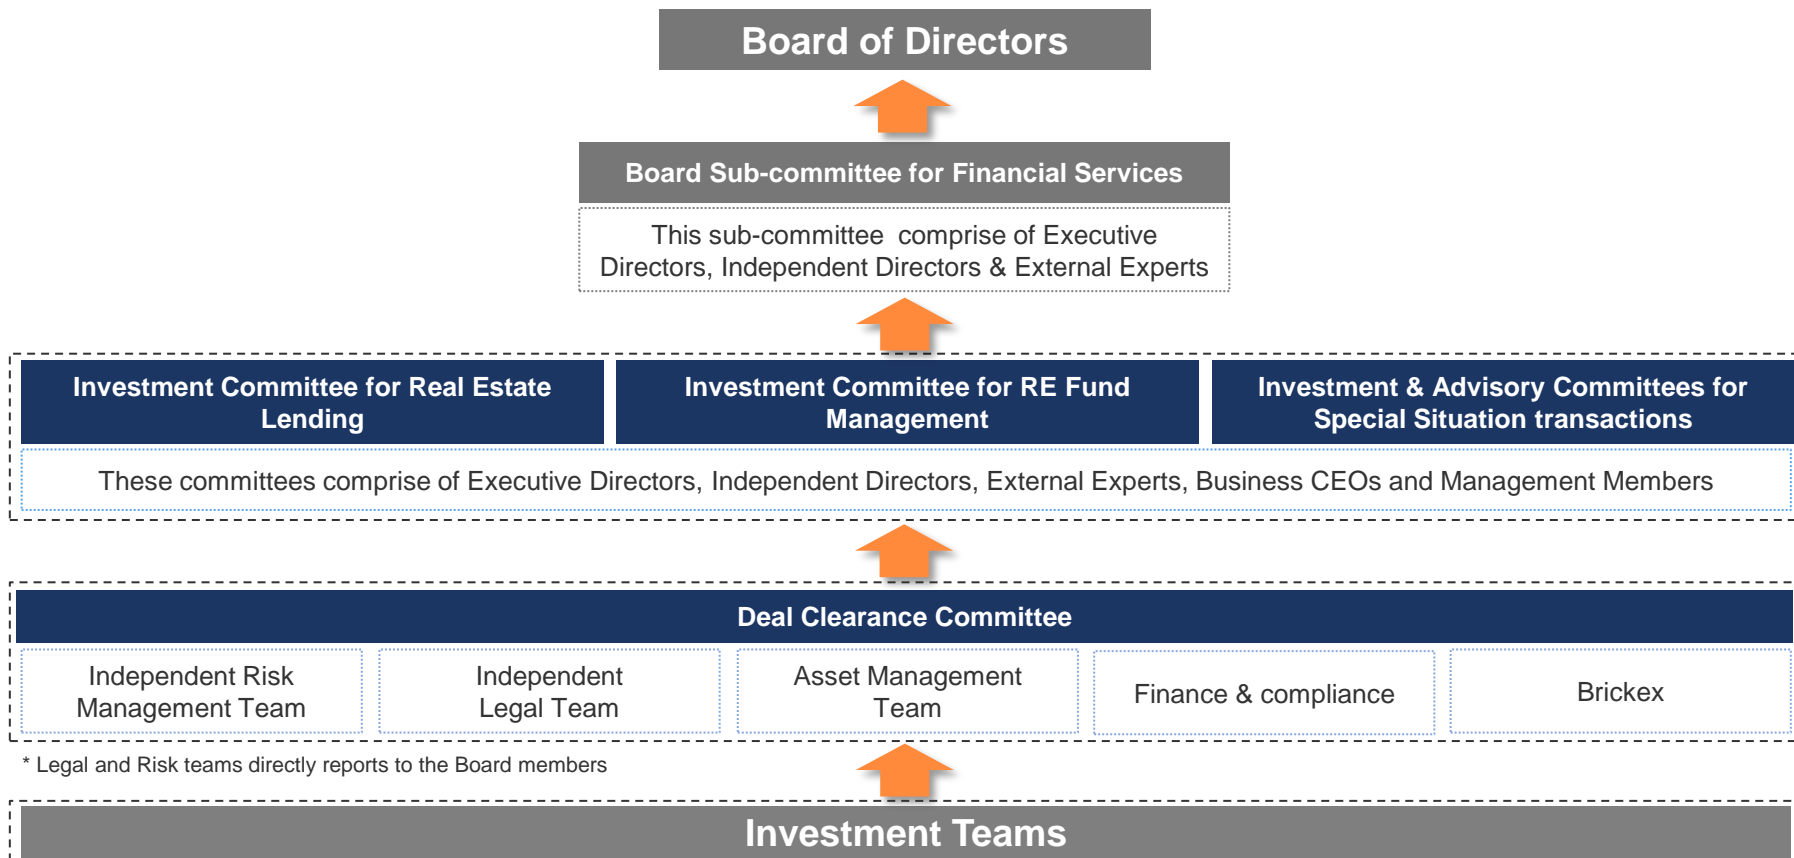 Board of Directors
Board Sub-committee for Financial Services
This sub-committee comprise of Executive
Directors, Independent Directors & External Experts
Investment Committee for Real Estate
Lending
Investment Committee for RE Fund
Management
Investment & Advisory Committees for
Special Situation transactions
These committees comprise of Executive Directors, Independent Directors, External Experts, Business CEOs and Management Members
Deal Clearance Committee
Independent Risk
Management Team
Independent
Legal Team
Asset Management
Team
Finance & compliance
Brickex
* Legal and Risk teams directly reports to the Board members
Investment Teams